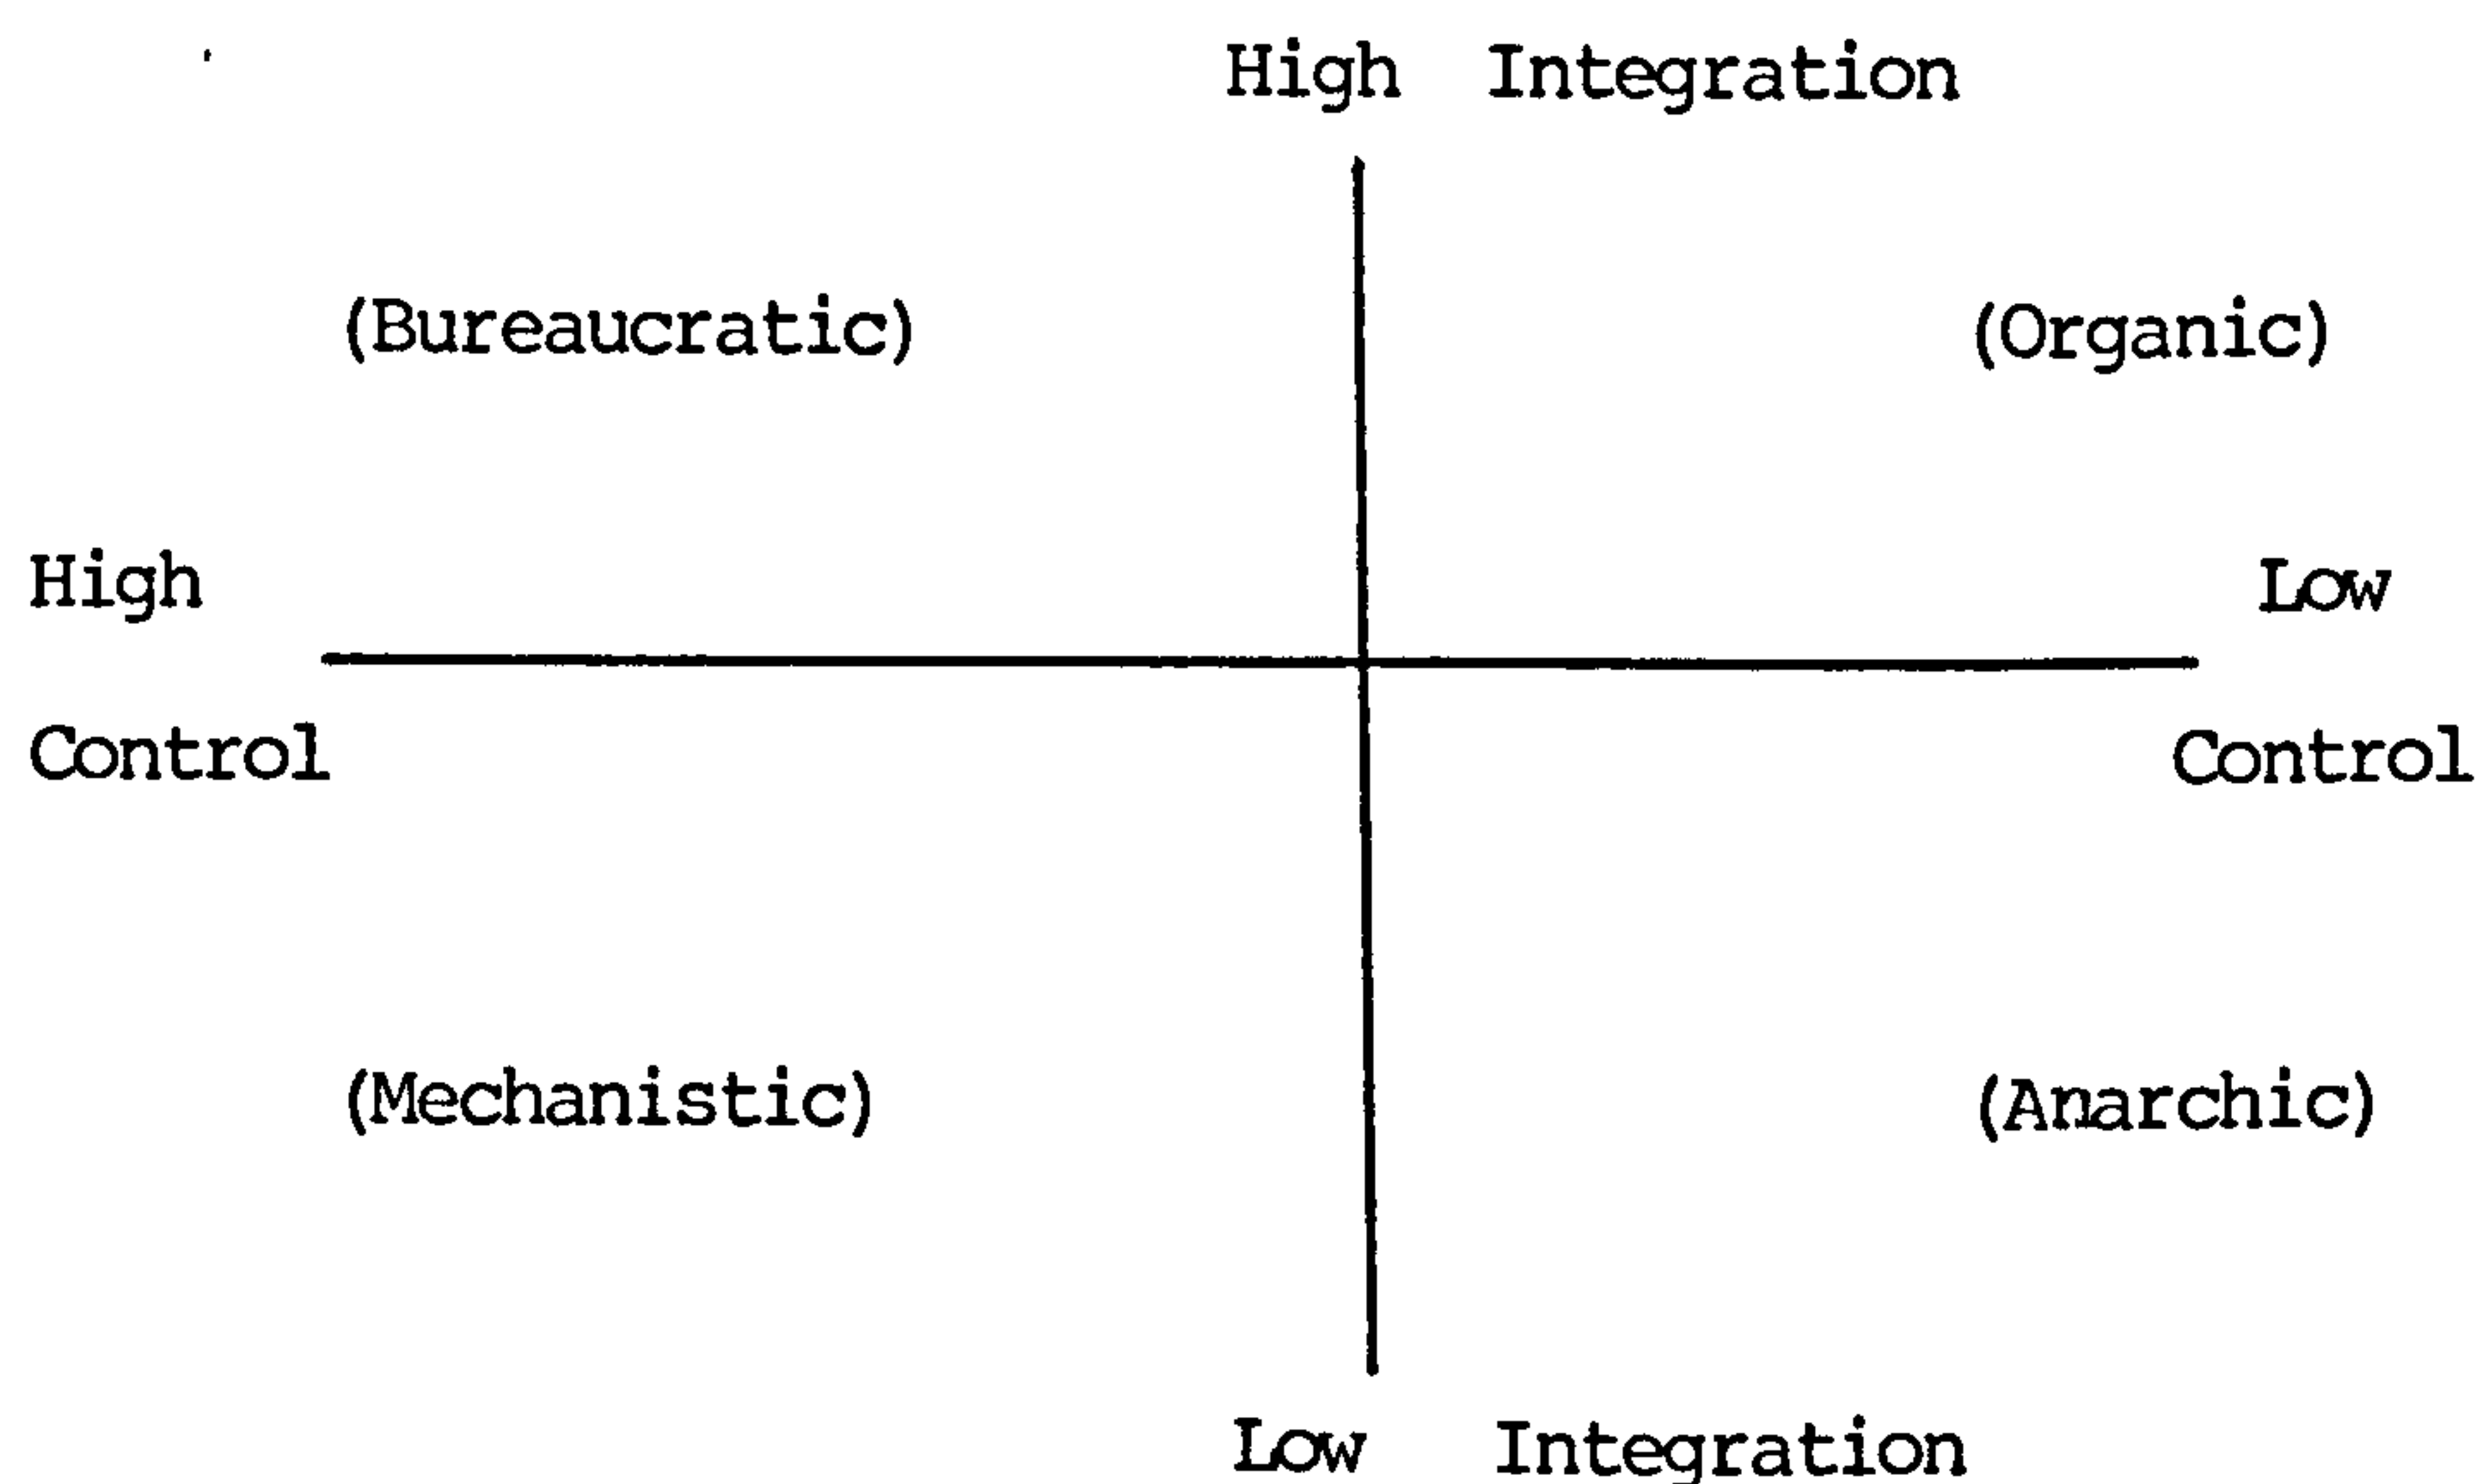 High Integration
(Bureaucratic) (Organic)
High Low
Control Control
(Mechanistic) (Anarchic)
Low Integration